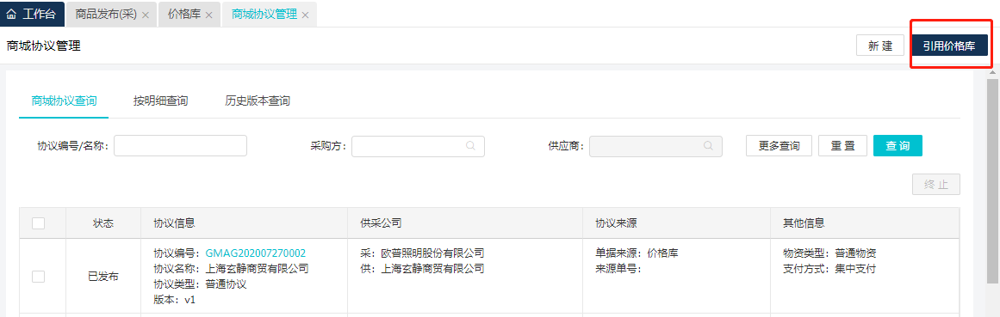 工作台 商品发布(采) 价格库 商城协议管理
商城协议管理 新 建 引用价格库
商城协议查询 按明细查询 历史版本查询
协议编号/名称: 采购方: 供应商: 更多查询 重 置 查 询
终 止
状态 协议信息 供采公司 协议来源 其他信息
协议编号: GMAG202007270002 采: 欧普照明股份有限公司 单据来源: 价格库 物资类型: 普通物资
协议名称: 上海玄静商贸有限公司 供: 上海玄静商贸有限公司 来源单号: 支付方式: 集中支付
已发布
协议类型: 普通协议
版本: v1